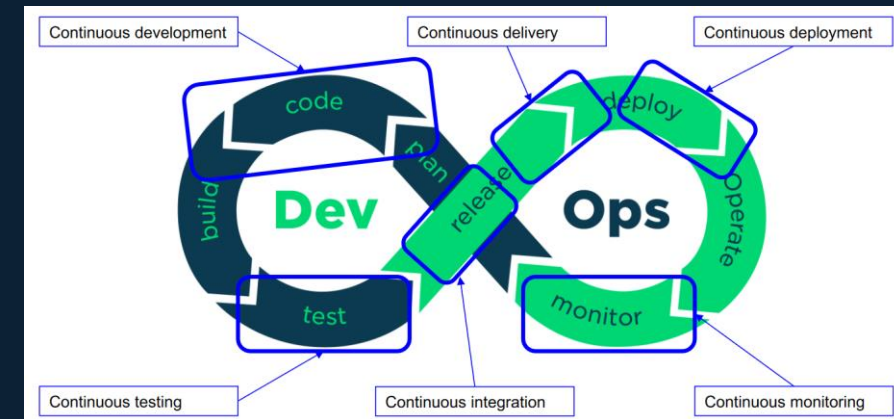 Continuous development
Continuous delivery
Continuous deployment
code
deploy
plan
release
build
Dev
Ops
Operate
test
monitor
Continuous testing
Continuous integration
Continuous monitoring